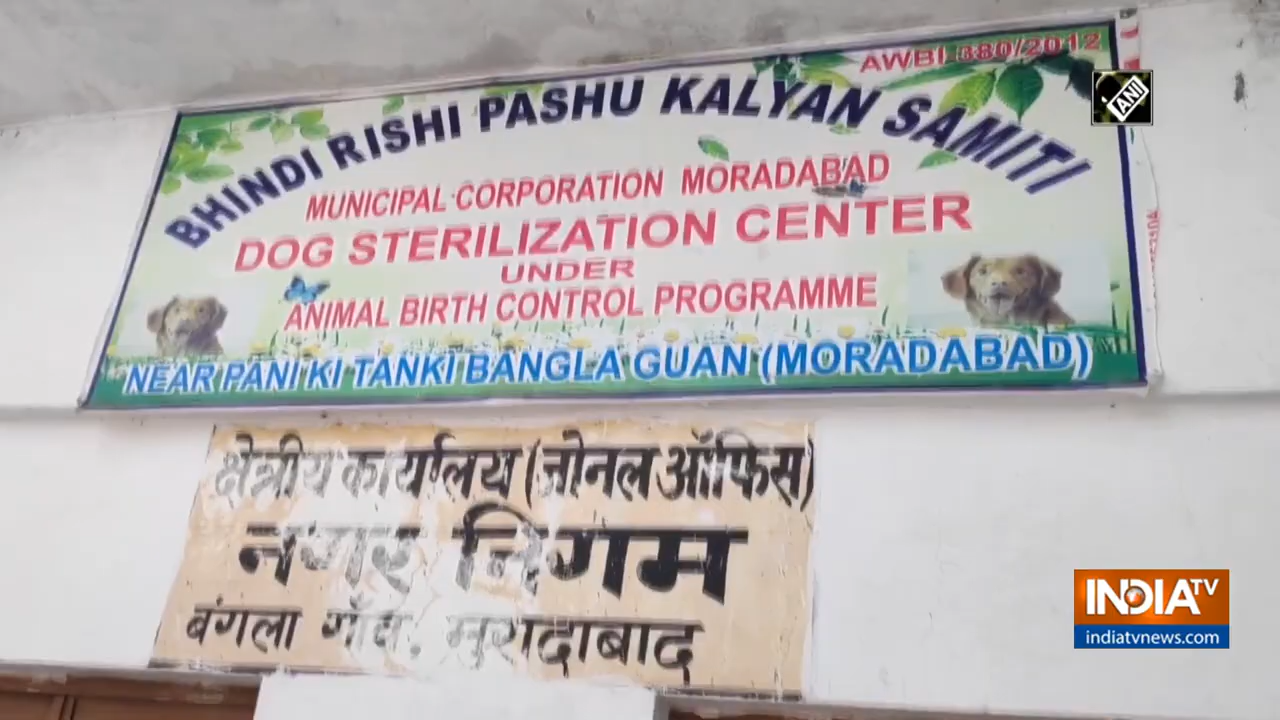 AWBI 380/2012
BHINDI RISHI PASHU KALYAN SAMITI
MUNICIPAL CORPORATION MORADABAD
DOG STERILIZATION CENTER
UNDER
ANIMAL BIRTH CONTROL PROGRAMME
NEAR PANI KI TANKI BANGLA GUAN (MORADABAD)
क्षेत्रीय कार्यालय (जोनल ऑफिस)
नगर निगम
बंगला गाँव, मुरादाबाद
ANI
INDIA TV
indiatvnews.com